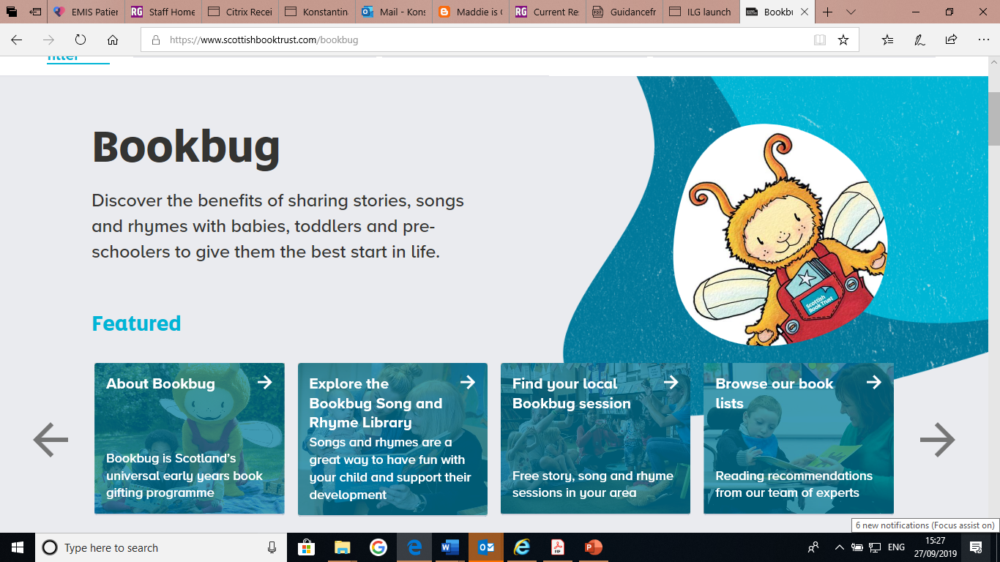 EMIS Patier
Staff Home
Citrix Recei
Konstantin
Mail - Kons
Maddie is (
Current Re
Guidancefr
ILG launch
Bookbu
https://www.scottishbooktrust.com/bookbug
filter
Bookbug
Discover the benefits of sharing stories, songs
and rhymes with babies, toddlers and pre-
schoolers to give them the best start in life.
Scottish
Book Trust
Featured
About Bookbug
Bookbug is Scotland's
universal early years book
gifting programme
Explore the
Bookbug Song and
Rhyme Library
Songs and rhymes are a
great way to have fun with
your child and support their
development
Find your local
Bookbug session
Free story, song and rhyme
sessions in your area
Browse our book
lists
Reading recommendations
from our team of experts
6 new notifications (Focus assist on)
Type here to search
ENG
15:27
27/09/2019